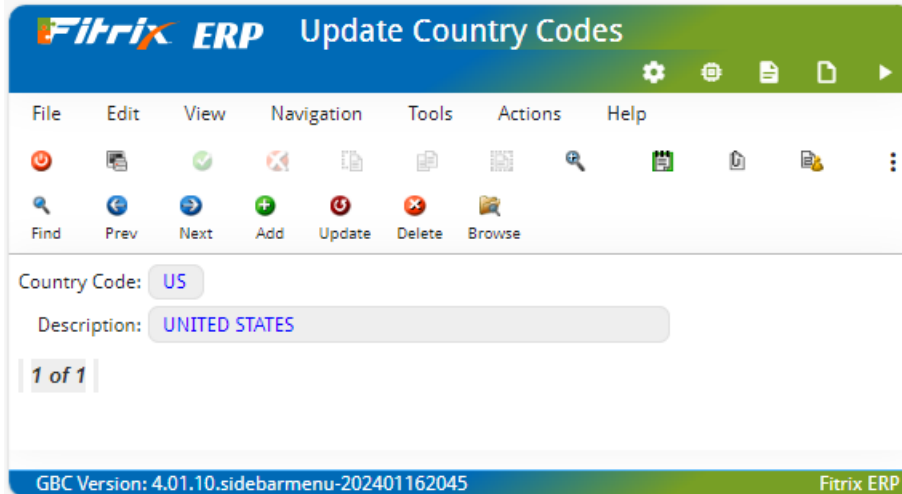 Fitrix ERP Update Country Codes
File Edit View Navigation Tools Actions Help
Find Prev Next Add Update Delete Browse
Country Code: US
Description: UNITED STATES
1 of 1
GBC Version: 4.01.10.sidebarmenu-202401162045 Fitrix ERP